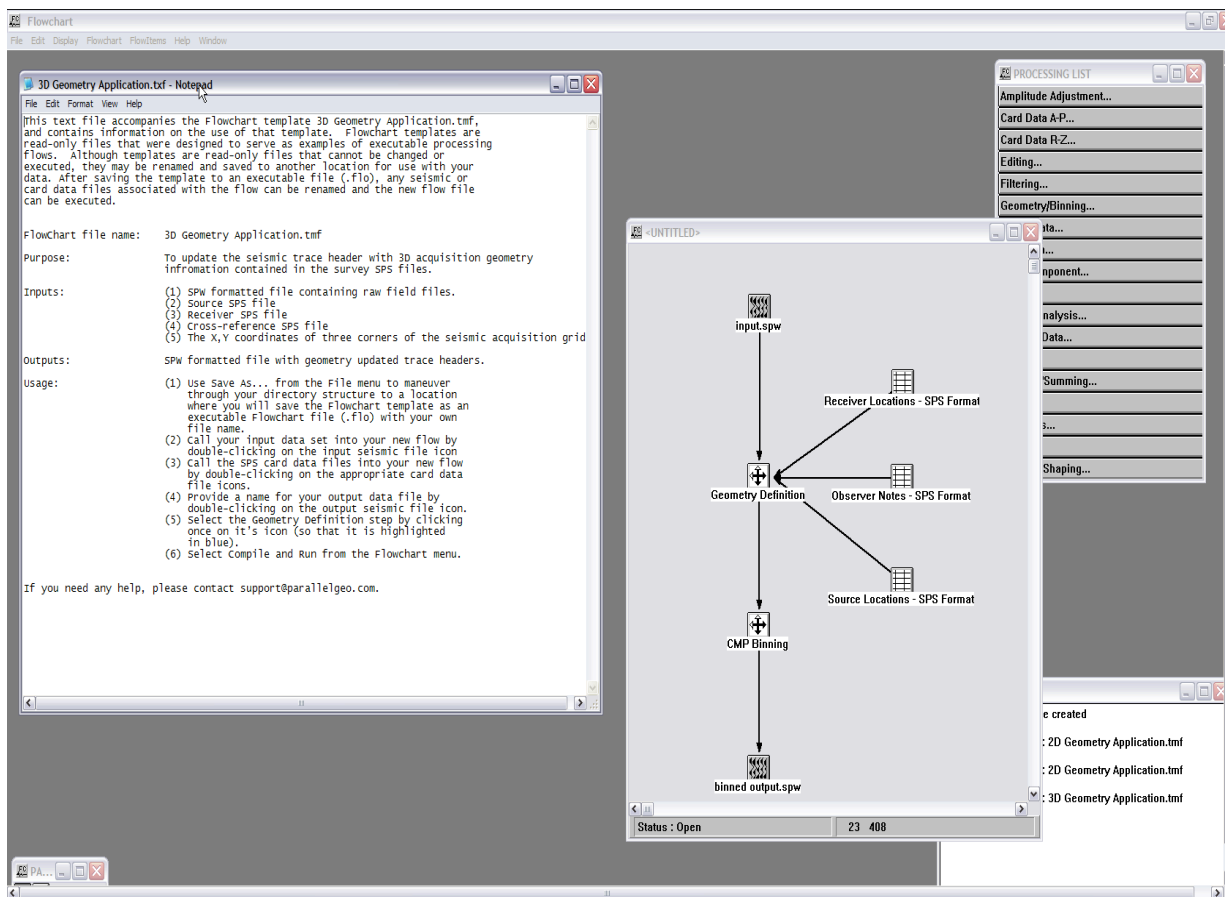 Flowchart
File Edit Display Flowchart FlowItems Help Window
3D Geometry Application.txf - Notepad
File Edit Format View Help
This text file accompanies the Flowchart template 3D Geometry Application.tmf,
and contains information on the use of that template. Flowchart templates are
read-only files that were designed to serve as examples of executable processing
flows. Although templates are read-only files that cannot be changed or
executed, they may be renamed and saved to another location for use with your
data. After saving the template to an executable file (.flo), any seismic or
card data files associated with the flow can be renamed and the new flow file
can be executed.
FlowChart file name: 3D Geometry Application.tmf
Purpose: To update the seismic trace header with 3D acquisition geometry
infromation contained in the survey SPS files.
Inputs: (1) SPW formatted file containing raw field files.
(2) Source SPS file
(3) Receiver SPS file
(4) Cross-reference SPS file
(5) The X,Y coordinates of three corners of the seismic acquisition grid
Outputs: SPW formatted file with geometry updated trace headers.
Usage: (1) Use Save As... from the File menu to maneuver
through your directory structure to a location
where you will save the Flowchart template as an
executable Flowchart file (.flo) with your own
file name.
(2) Call your input data set into your new flow by
double-clicking on the input seismic file icon
(3) Call the SPS card data files into your new flow
by double-clicking on the appropriate card data
file icons.
(4) Provide a name for your output data file by
double-clicking on the output seismic file icon.
(5) Select the Geometry Definition step by clicking
once on it's icon (so that it is highlighted
in blue).
(6) Select Compile and Run from the Flowchart menu.
If you need any help, please contact support@parallelgeo.com.
<UNTITLED>
input.spw
Receiver Locations - SPS Format
Geometry Definition
Observer Notes - SPS Format
Source Locations - SPS Format
CMP Binning
binned output.spw
Status : Open 23 408
PROCESSING LIST
Amplitude Adjustment...
Card Data A-P...
Card Data R-Z...
Editing...
Filtering...
Geometry/Binning...
ata...
...
mponent...
nalysis...
Data...
/Summing...
s...
Shaping...
e created
: 2D Geometry Application.tmf
: 2D Geometry Application.tmf
: 3D Geometry Application.tmf
PA...